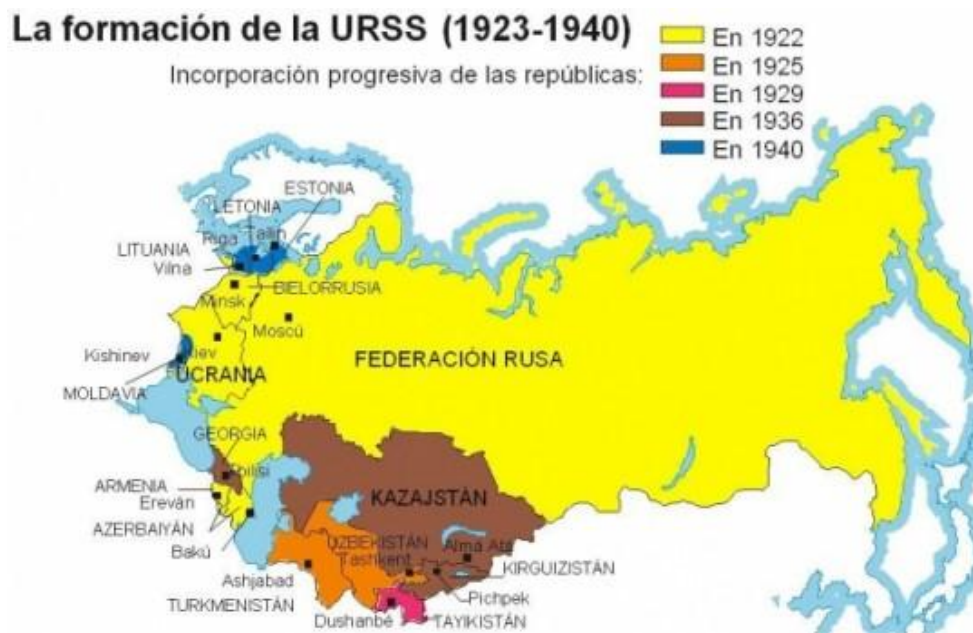 La formación de la URSS (1923-1940)
Incorporación progresiva de las repúblicas:
En 1922
En 1925
En 1929
En 1936
En 1940
ESTONIA
LETONIA
Riga
Tallin
LITUANIA
Vilna
Minsk
BIELORRUSIA
Moscú
Kishinev
Kiev
UCRANIA
MOLDAVIA
FEDERACIÓN RUSA
GEORGIA
Tbilisi
ARMENIA
Ereván
AZERBAIYÁN
Bakú
KAZAJSTÁN
UZBEKISTÁN
Alma Ata
Tashkent
KIRGUIZISTÁN
Ashjabad
Pichpek
TURKMENISTÁN
Dushanbé
TAYIKISTÁN